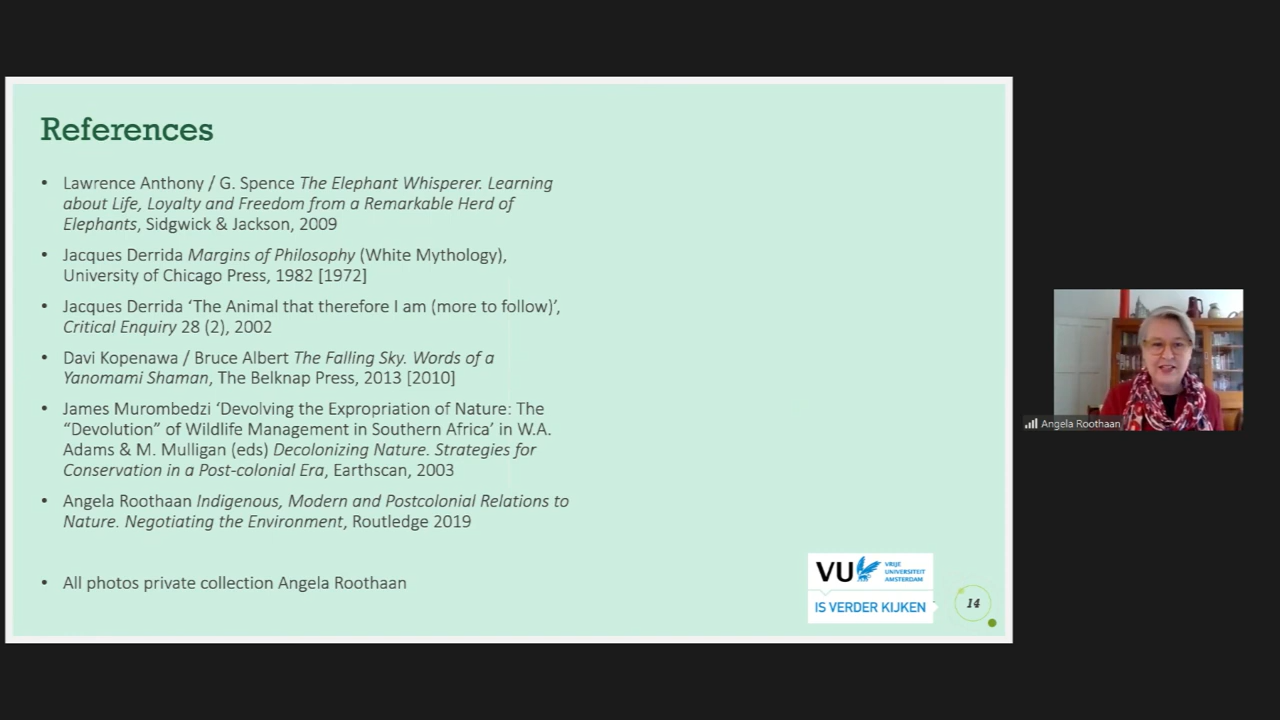 References
• Lawrence Anthony / G. Spence The Elephant Whisperer. Learning
about Life, Loyalty and Freedom from a Remarkable Herd of
Elephants, Sidgwick & Jackson, 2009
• Jacques Derrida Margins of Philosophy (White Mythology),
University of Chicago Press, 1982 [1972]
• Jacques Derrida ‘The Animal that therefore I am (more to follow)’,
Critical Enquiry 28 (2), 2002
• Davi Kopenawa / Bruce Albert The Falling Sky. Words of a
Yanomami Shaman, The Belknap Press, 2013 [2010]
• James Murombedzi ‘Devolving the Expropriation of Nature: The
“Devolution” of Wildlife Management in Southern Africa’ in W.A.
Adams & M. Mulligan (eds) Decolonizing Nature. Strategies for
Conservation in a Post-colonial Era, Earthscan, 2003
• Angela Roothaan Indigenous, Modern and Postcolonial Relations to
Nature. Negotiating the Environment, Routledge 2019
• All photos private collection Angela Roothaan
VU
VRIJE
UNIVERSITEIT
AMSTERDAM
IS VERDER KIJKEN
14
Angela Roothaan